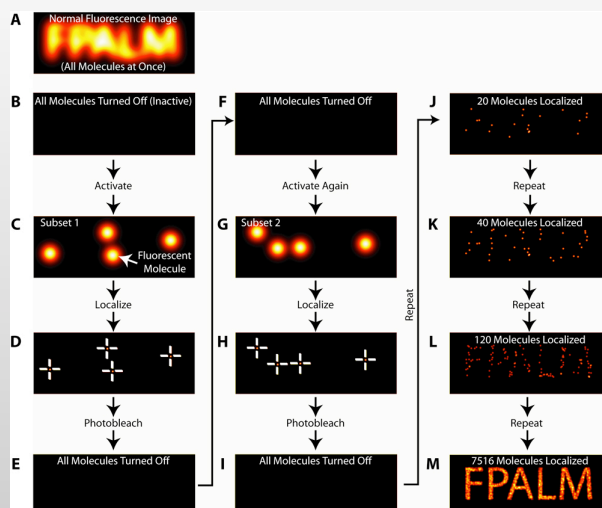 A
Normal Fluorescence Image
FPALM
(All Molecules at Once)
B
All Molecules Turned Off (Inactive)
Activate
C
Subset 1
Fluorescent
Molecule
Localize
D
Photobleach
E
All Molecules Turned Off
F
All Molecules Turned Off
Activate Again
G
Subset 2
Localize
H
Photobleach
I
All Molecules Turned Off
Repeat
J
20 Molecules Localized
Repeat
K
40 Molecules Localized
Repeat
L
120 Molecules Localized
FPALM
Repeat
M
7516 Molecules Localized
FPALM